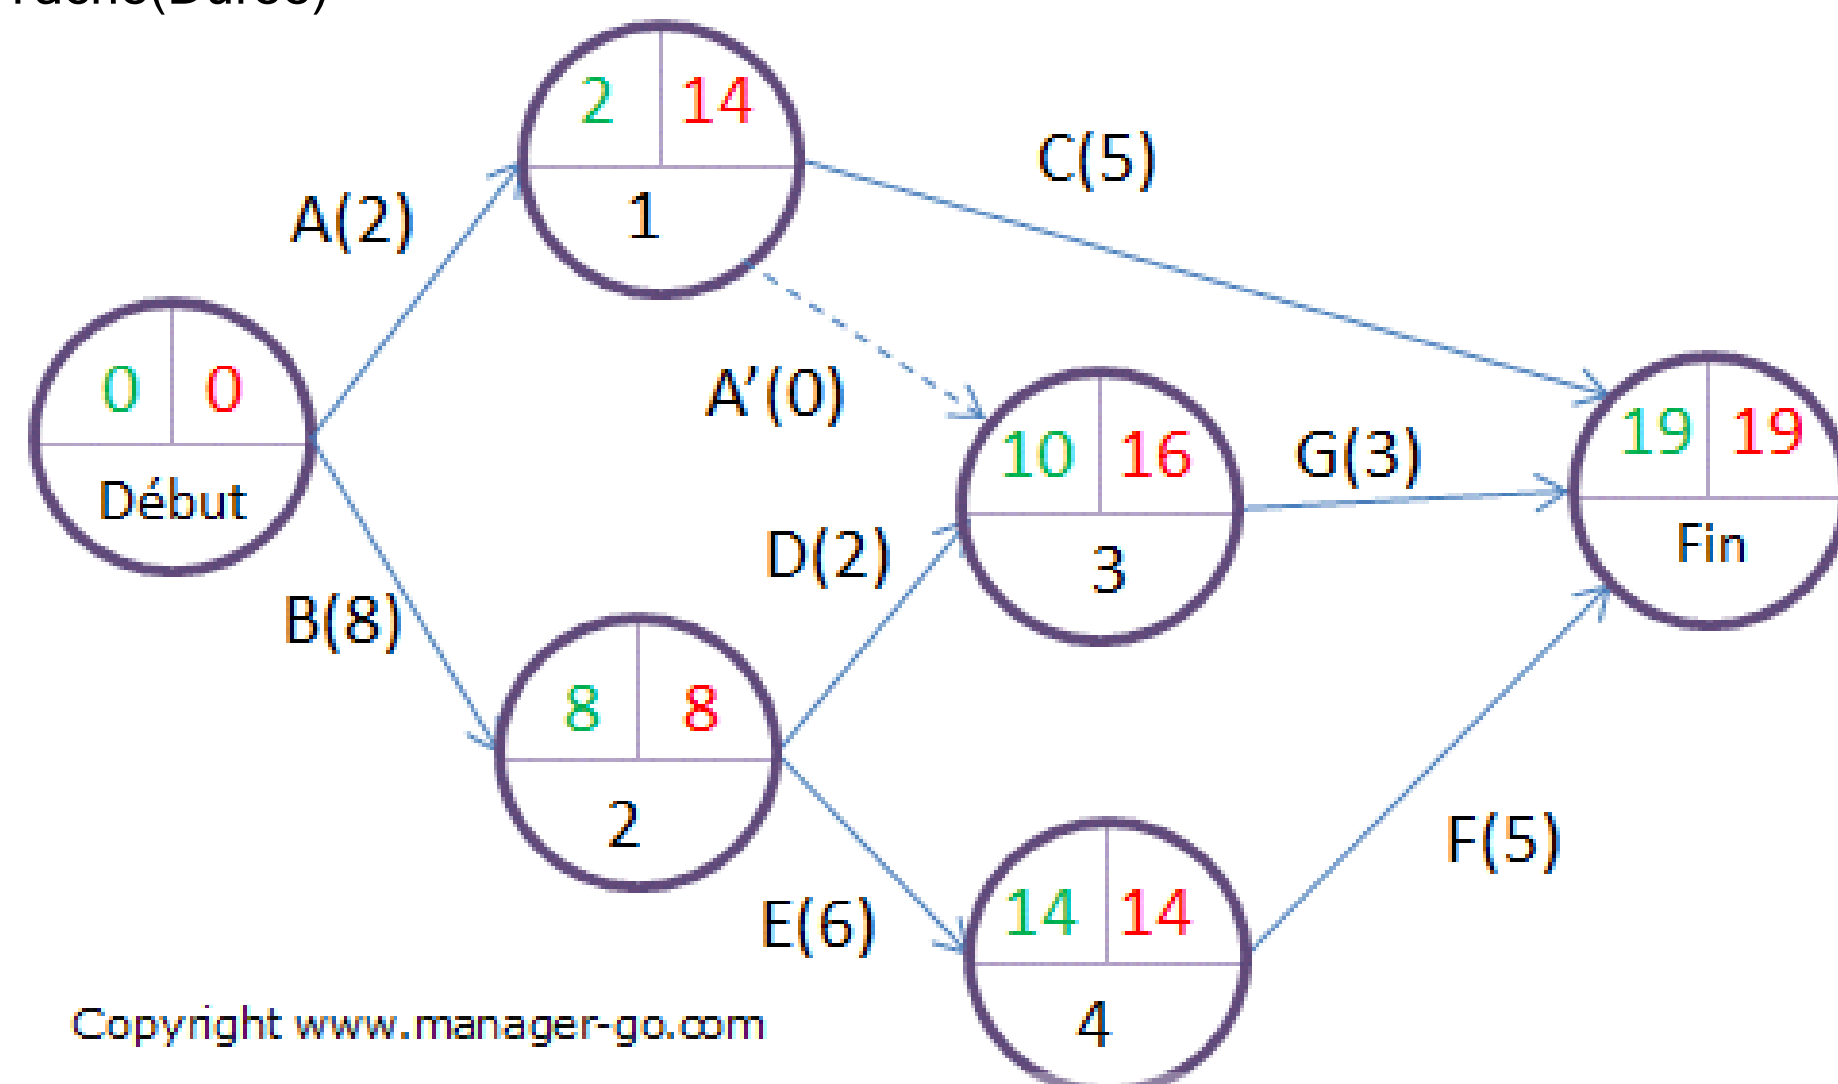 2 14
C(5)
A(2)
1
0 0
A’(0)
19 19
10 16
G(3)
Début
Fin
D(2)
3
B(8)
8 8
2
F(5)
E(6)
14 14
4
Copyright www.manager-go.com